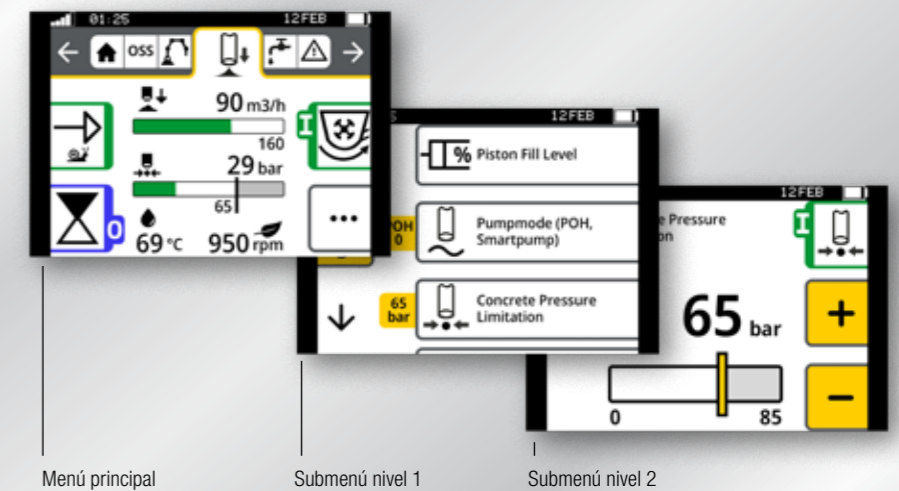 01:25 12FEB
OSS
90 m3/h
160
29 bar
65
69 °C 950 rpm
I
O
...
12FEB
% Piston Fill Level
POH
0
Pumpmode (POH,
Smartpump)
65
bar
Concrete Pressure
Limitation
12FEB
Pressure
I
65 bar
+
0 85
−
Menú principal Submenú nivel 1 Submenú nivel 2